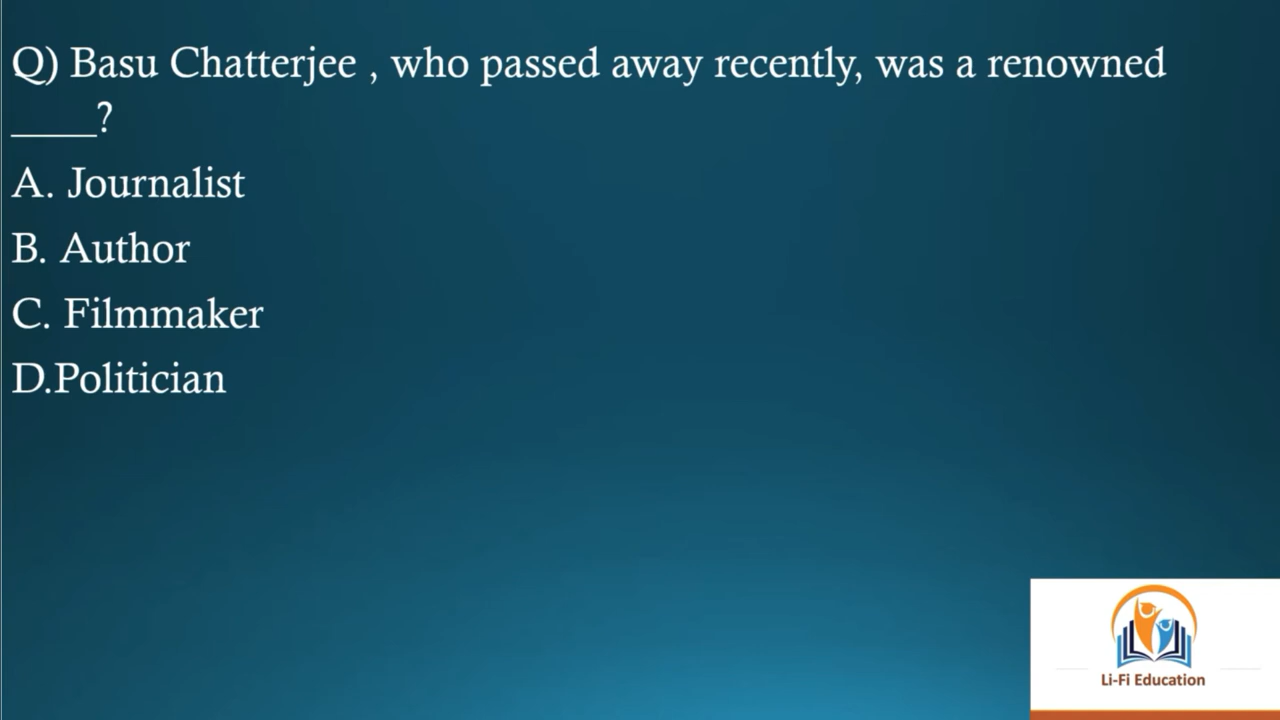 Q) Basu Chatterjee , who passed away recently, was a renowned
____?
A. Journalist
B. Author
C. Filmmaker
D.Politician
Li-Fi Education